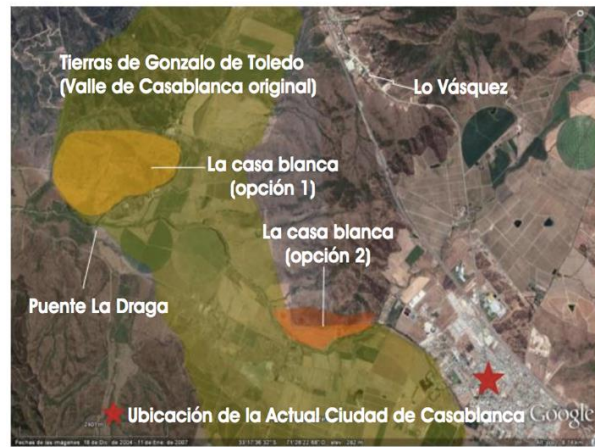 Tierras de Gonzalo de Toledo
(Valle de Casablanca original)
Lo Vásquez
La casa blanca
(opción 1)
La casa blanca
(opción 2)
Puente La Draga
Ubicación de la Actual Ciudad de Casablanca
Google